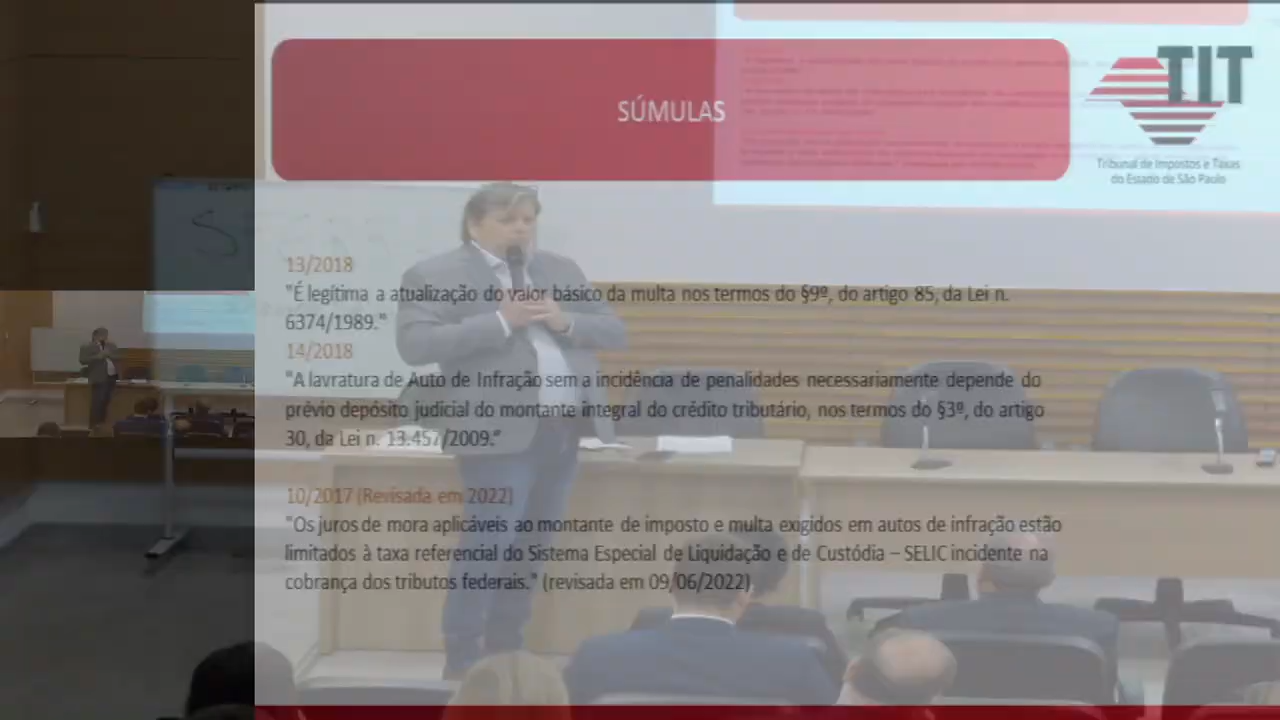 SÚMULAS
TIT
Tribunal de Impostos e Taxas
do Estado de São Paulo
13/2018
"É legítima a atualização do valor básico da multa nos termos do §9º, do artigo 85, da Lei n.
6374/1989."
14/2018
"A lavratura de Auto de Infração sem a incidência de penalidades necessariamente depende do
prévio depósito judicial do montante integral do crédito tributário, nos termos do §3º, do artigo
30, da Lei n. 13.457/2009."
10/2017 (Revisada em 2022)
"Os juros de mora aplicáveis ao montante de imposto e multa exigidos em autos de infração estão
limitados à taxa referencial do Sistema Especial de Liquidação e de Custódia – SELIC incidente na
cobrança dos tributos federais." (revisada em 09/06/2022)